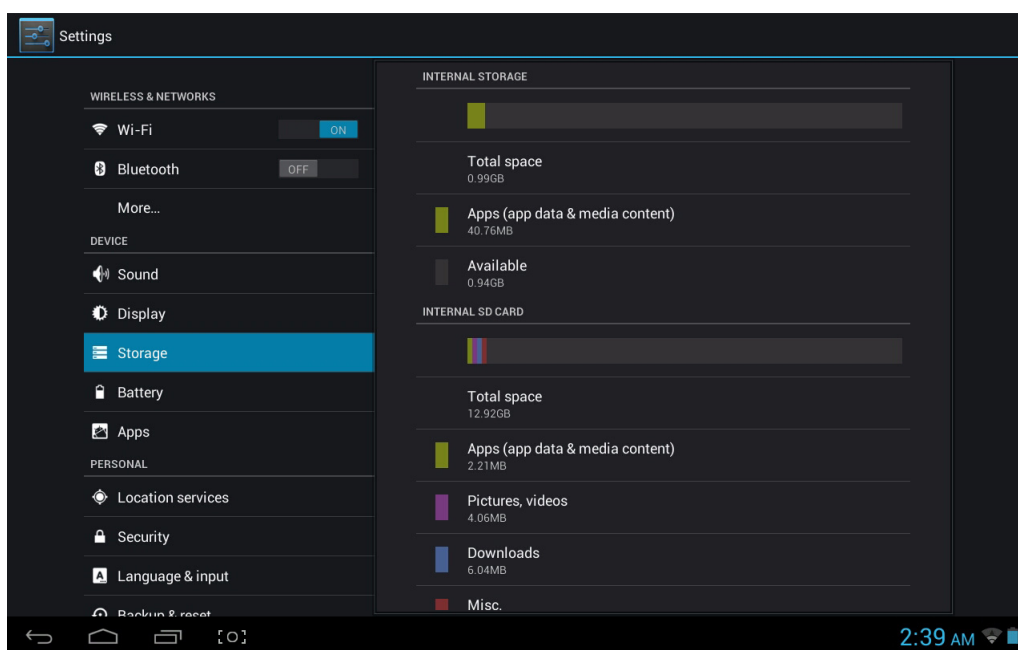 Settings
WIRELESS & NETWORKS
Wi-Fi
ON
Bluetooth
OFF
More...
DEVICE
Sound
Display
Storage
Battery
Apps
PERSONAL
Location services
Security
A
Language & input
Backup & reset
INTERNAL STORAGE
Total space
0.99GB
Apps (app data & media content)
40.76MB
Available
0.94GB
INTERNAL SD CARD
Total space
12.92GB
Apps (app data & media content)
2.21MB
Pictures, videos
4.06MB
Downloads
6.04MB
Misc.
2:39 AM